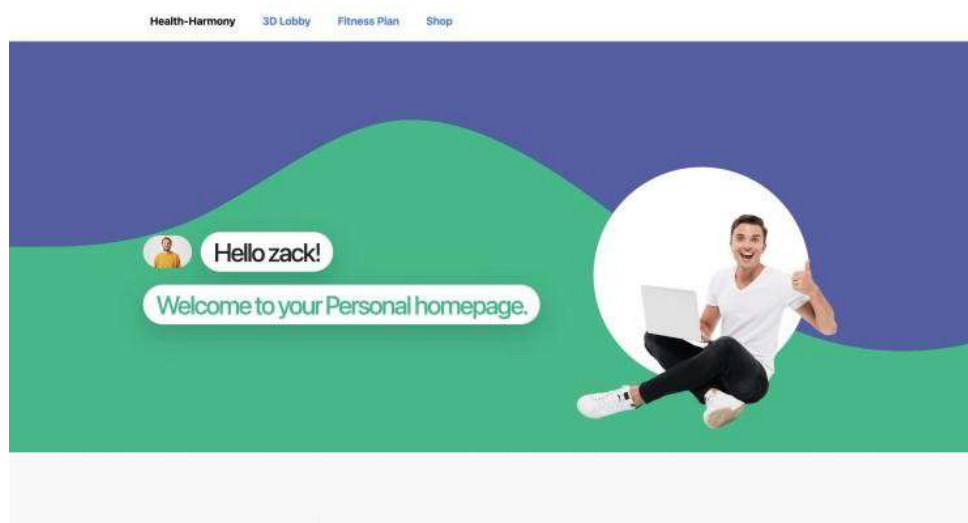 Health-Harmony 3D Lobby Fitness Plan Shop
Hello zack!
Welcome to your Personal homepage.